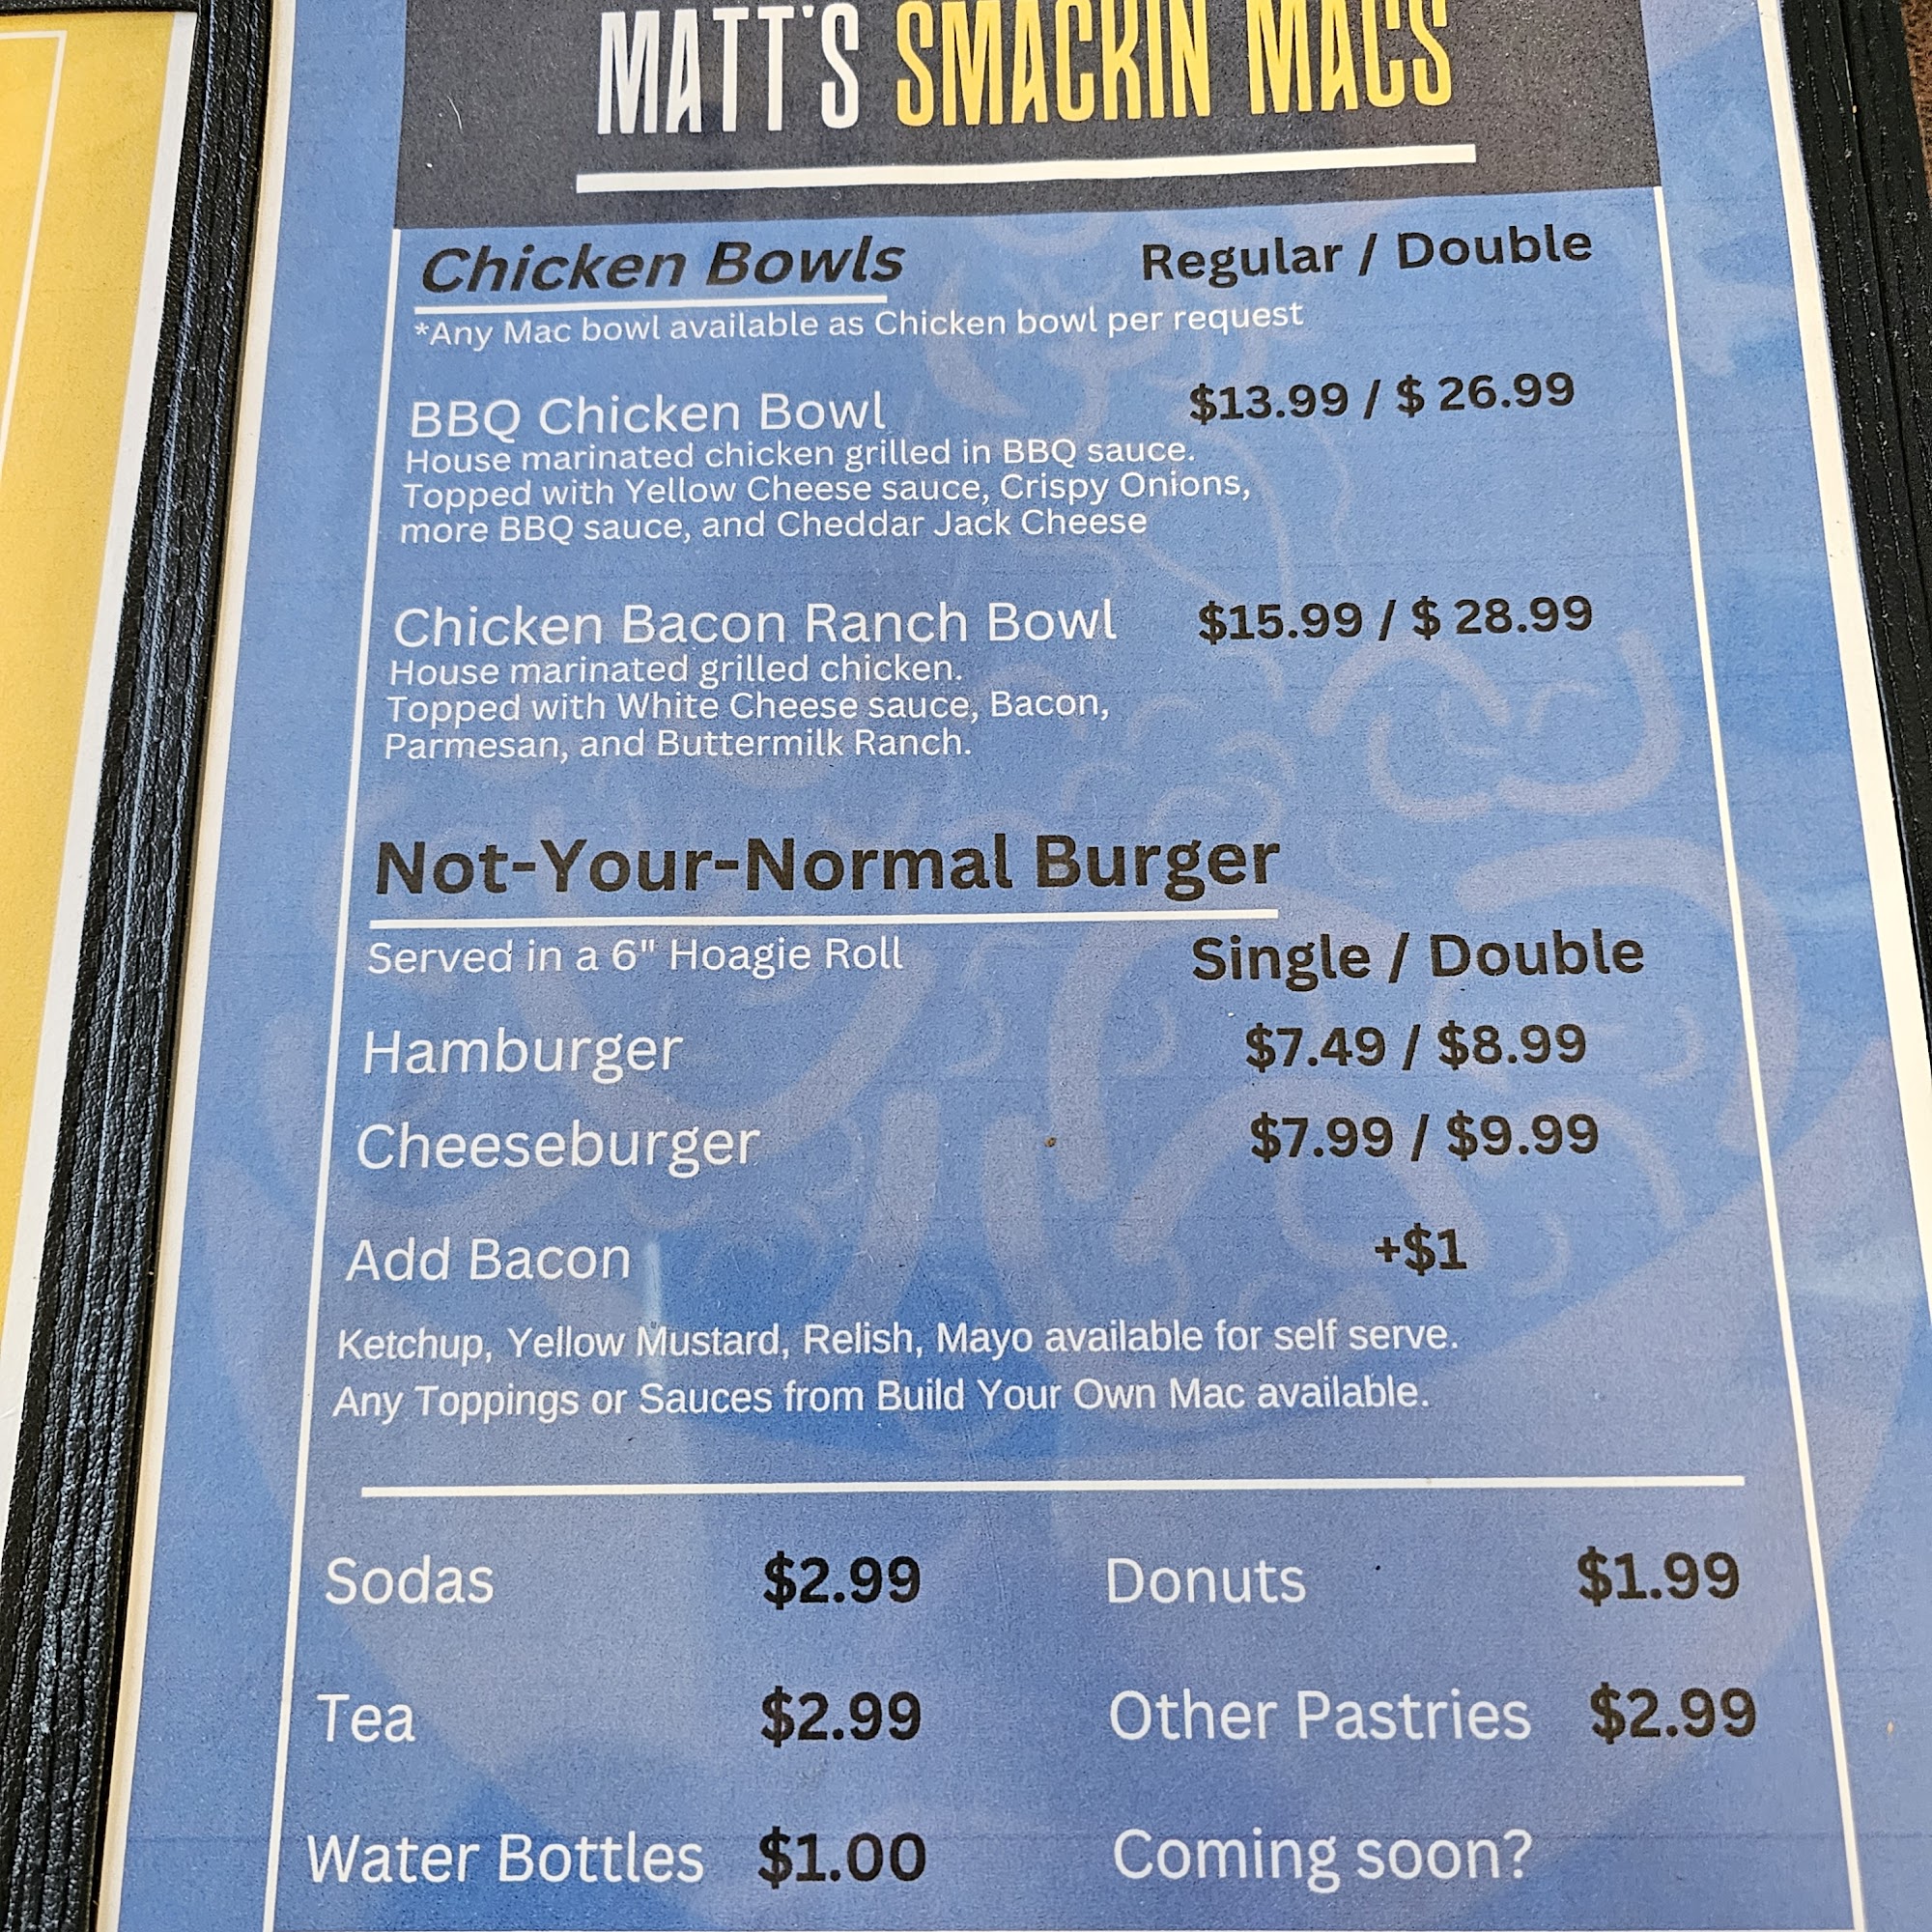 MATT'S SMACKIN MACS
Chicken Bowls Regular / Double
*Any Mac bowl available as Chicken bowl per request
BBQ Chicken Bowl $13.99 / $ 26.99
House marinated chicken grilled in BBQ sauce.
Topped with Yellow Cheese sauce, Crispy Onions,
more BBQ sauce, and Cheddar Jack Cheese
Chicken Bacon Ranch Bowl $15.99 / $ 28.99
House marinated grilled chicken.
Topped with White Cheese sauce, Bacon,
Parmesan, and Buttermilk Ranch.
Not-Your-Normal Burger
Served in a 6" Hoagie Roll Single / Double
Hamburger $7.49 / $8.99
Cheeseburger $7.99 / $9.99
Add Bacon +$1
Ketchup, Yellow Mustard, Relish, Mayo available for self serve.
Any Toppings or Sauces from Build Your Own Mac available.
Sodas $2.99 Donuts $1.99
Tea $2.99 Other Pastries $2.99
Water Bottles $1.00 Coming soon?